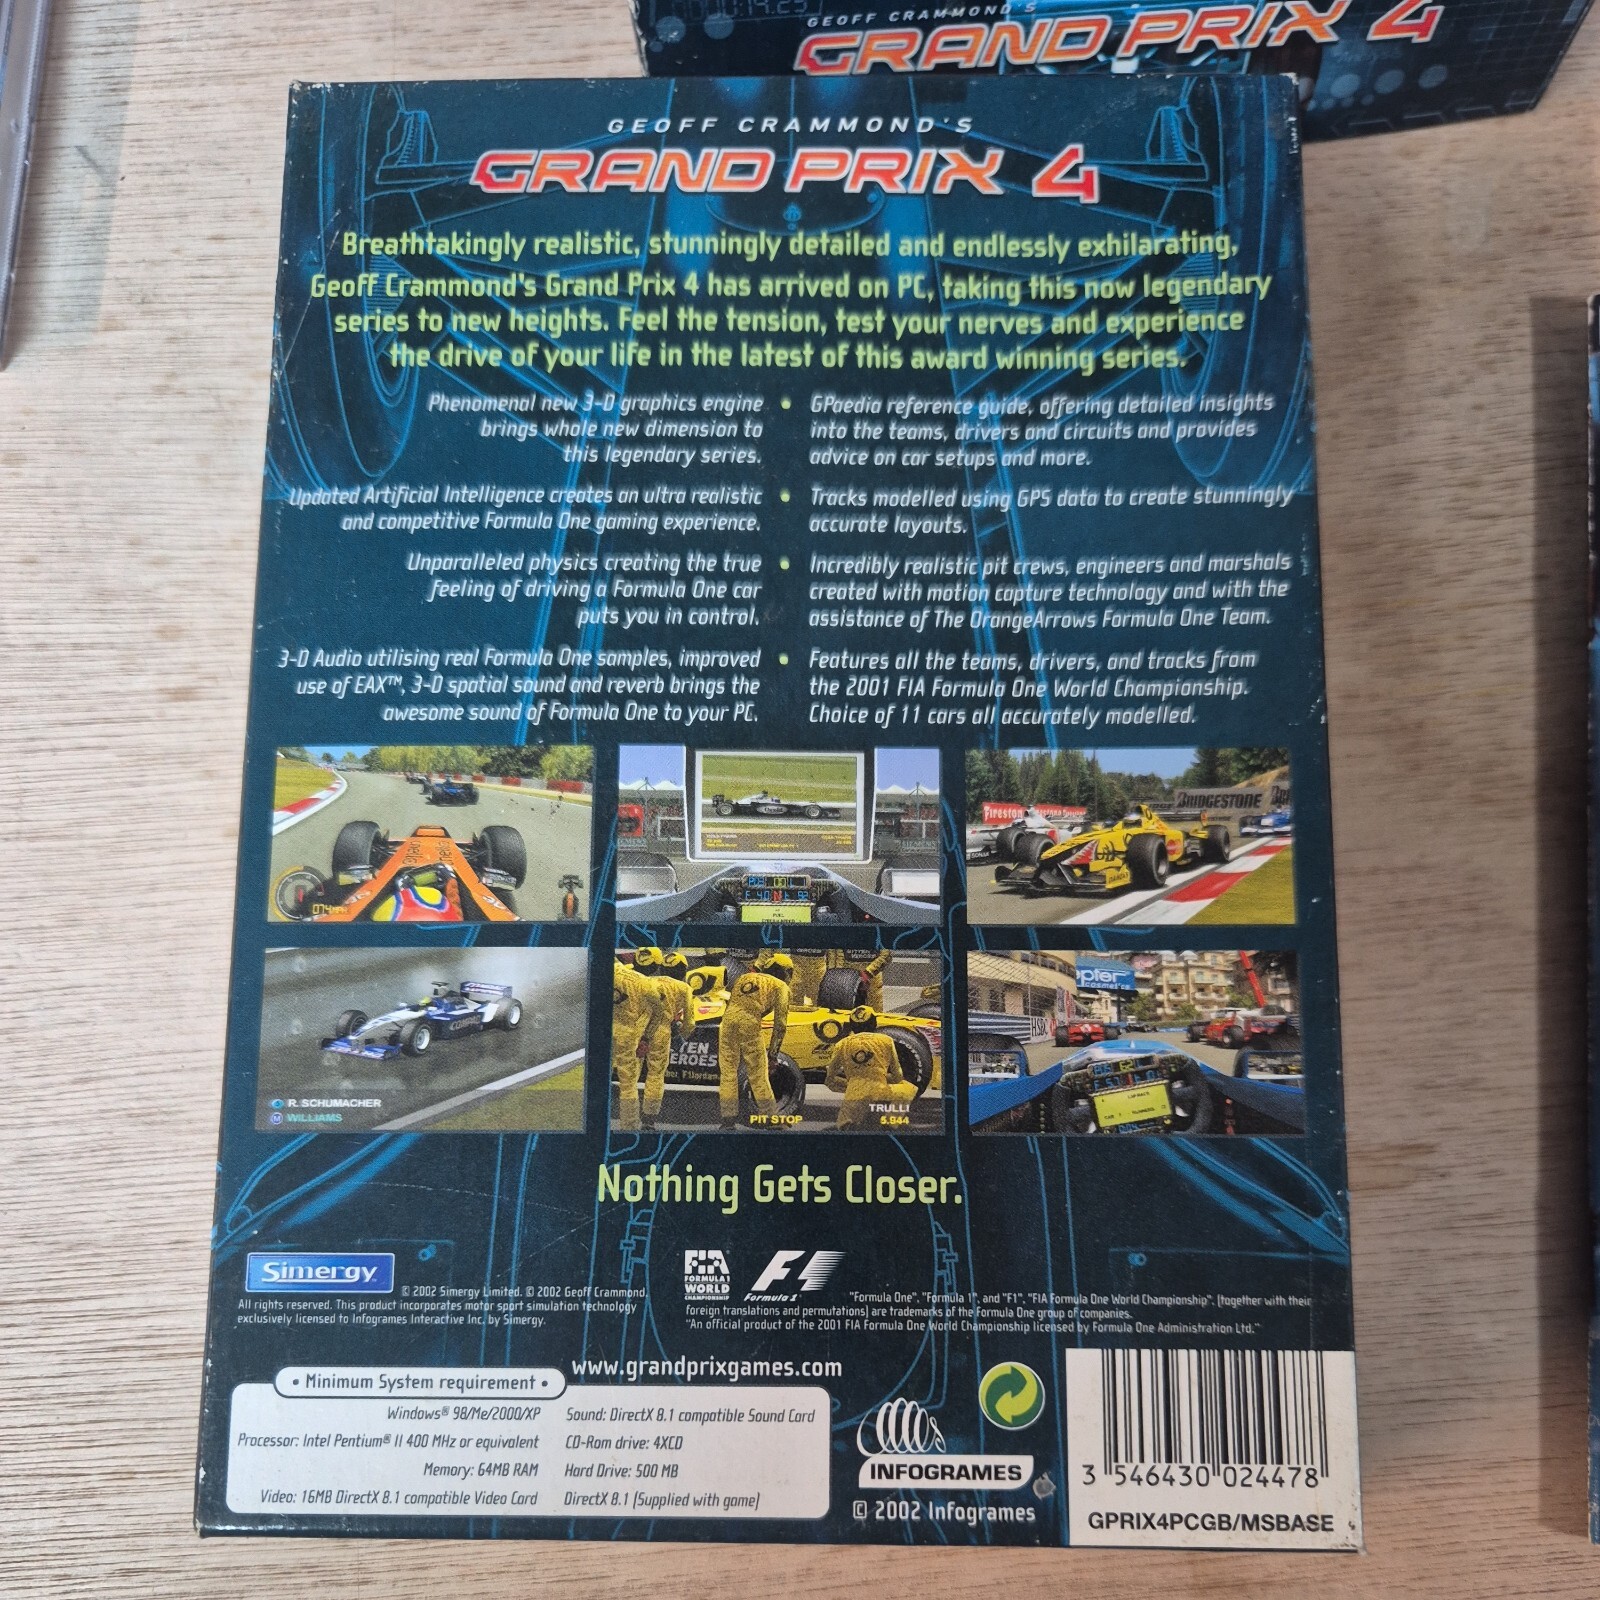 GEOFF CRAMMOND'S
GRAND PRIX 4
GEOFF CRAMMOND'S
GRAND PRIX 4
Breathtakingly realistic, stunningly detailed and endlessly exhilarating,
Geoff Crammond's Grand Prix 4 has arrived on PC, taking this now legendary
series to new heights. Feel the tension, test your nerves and experience
the drive of your life in the latest of this award winning series.
Phenomenal new 3-D graphics engine
brings whole new dimension to
this legendary series.
Updated Artificial Intelligence creates an ultra realistic
and competitive Formula One gaming experience.
Unparalleled physics creating the true
feeling of driving a Formula One car
puts you in control.
3-D Audio utilising real Formula One samples, improved
use of EAX™, 3-D spatial sound and reverb brings the
awesome sound of Formula One to your PC.
• GPaedia reference guide, offering detailed insights
into the teams, drivers and circuits and provides
advice on car setups and more.
• Tracks modelled using GPS data to create stunningly
accurate layouts.
• Incredibly realistic pit crews, engineers and marshals
created with motion capture technology and with the
assistance of The OrangeArrows Formula One Team.
• Features all the teams, drivers, and tracks from
the 2001 FIA Formula One World Championship.
Choice of 11 cars all accurately modelled.
Firestone
BRIDGESTONE
R. SCHUMACHER
WILLIAMS
PIT STOP
TRULLI
5.944
HSBC
Nothing Gets Closer.
Simergy
© 2002 Simergy Limited. © 2002 Geoff Crammond.
All rights reserved. This product incorporates motor sport simulation technology
exclusively licensed to Infogrames Interactive Inc. by Simergy.
FIA
FORMULA 1
WORLD
CHAMPIONSHIP
F1
Formula 1
"Formula One", "Formula 1", and "F1", "FIA Formula One World Championship", (together with their
foreign translations and permutations) are trademarks of the Formula One group of companies.
"An official product of the 2001 FIA Formula One World Championship licensed by Formula One Administration Ltd."
www.grandprixgames.com
• Minimum System requirement •
Windows® 98/Me/2000/XP
Processor: Intel Pentium® II 400 MHz or equivalent
Memory: 64MB RAM
Video: 16MB DirectX 8.1 compatible Video Card
Sound: DirectX 8.1 compatible Sound Card
CD-Rom drive: 4XCD
Hard Drive: 500 MB
DirectX 8.1 (Supplied with game)
INFOGRAMES
© 2002 Infogrames
3 546430 024478
GPRIX4PCGB/MSBASE